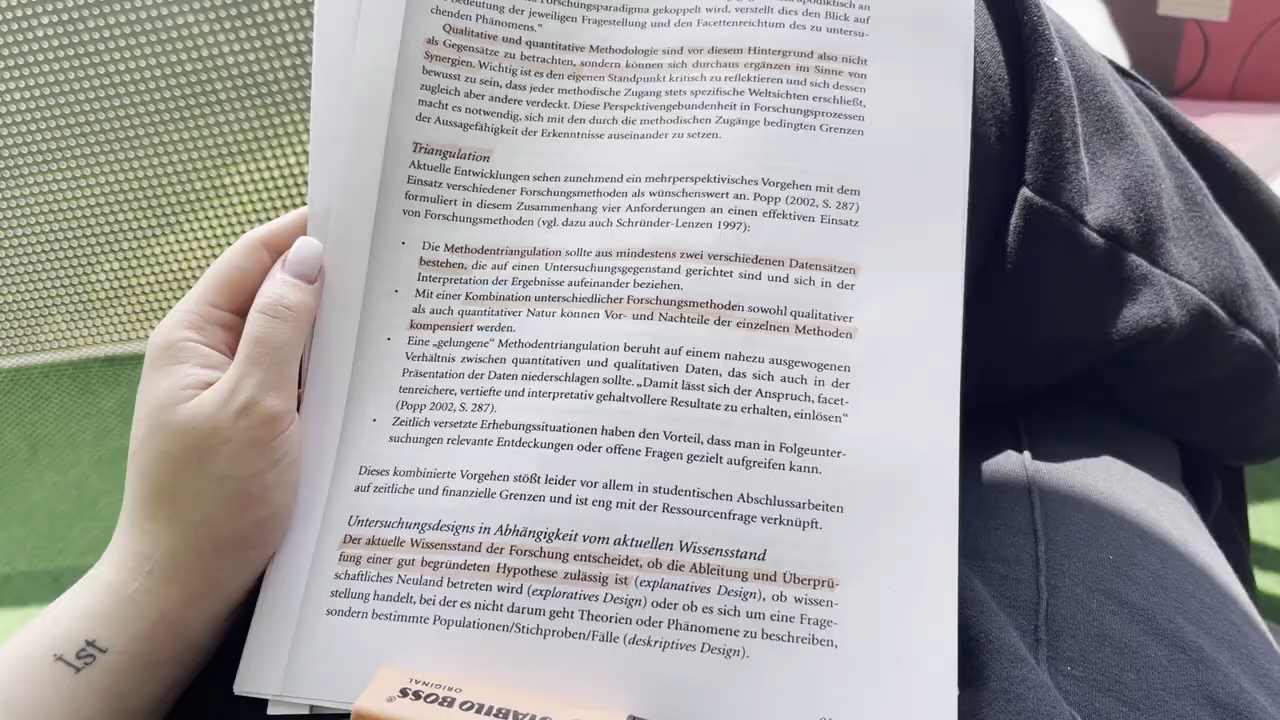 Forschungsparadigma gekoppelt wird, verstellt dies den Blick auf
Bedeutung der jeweiligen Fragestellung und den Facettenreichtum des zu untersu-
chenden Phänomens.“
Qualitative und quantitative Methodologie sind vor diesem Hintergrund also nicht
als Gegensätze zu betrachten, sondern können sich durchaus ergänzen im Sinne von
Synergien. Wichtig ist es den eigenen Standpunkt kritisch zu reflektieren und sich dessen
bewusst zu sein, dass jeder methodische Zugang stets spezifische Weltsichten erschließt,
zugleich aber andere verdeckt. Diese Perspektivengebundenheit in Forschungsprozessen
macht es notwendig, sich mit den durch die methodischen Zugänge bedingten Grenzen
der Aussagefähigkeit der Erkenntnisse auseinander zu setzen.
Triangulation
Aktuelle Entwicklungen sehen zunehmend ein mehrperspektivisches Vorgehen mit dem
Einsatz verschiedener Forschungsmethoden als wünschenswert an. Popp (2002, S. 287)
formuliert in diesem Zusammenhang vier Anforderungen an einen effektiven Einsatz
von Forschungsmethoden (vgl. dazu auch Schründer-Lenzen 1997):
• Die Methodentriangulation sollte aus mindestens zwei verschiedenen Datensätzen
bestehen, die auf einen Untersuchungsgegenstand gerichtet sind und sich in der
Interpretation der Ergebnisse aufeinander beziehen.
• Mit einer Kombination unterschiedlicher Forschungsmethoden sowohl qualitativer
als auch quantitativer Natur können Vor- und Nachteile der einzelnen Methoden
kompensiert werden.
• Eine „gelungene“ Methodentriangulation beruht auf einem nahezu ausgewogenen
Verhältnis zwischen quantitativen und qualitativen Daten, das sich auch in der
Präsentation der Daten niederschlagen sollte. „Damit lässt sich der Anspruch, facet-
tenreichere, vertiefte und interpretativ gehaltvollere Resultate zu erhalten, einlösen“
(Popp 2002, S. 287).
• Zeitlich versetzte Erhebungssituationen haben den Vorteil, dass man in Folgeunter-
suchungen relevante Entdeckungen oder offene Fragen gezielt aufgreifen kann.
Dieses kombinierte Vorgehen stößt leider vor allem in studentischen Abschlussarbeiten
auf zeitliche und finanzielle Grenzen und ist eng mit der Ressourcenfrage verknüpft.
Untersuchungsdesigns in Abhängigkeit vom aktuellen Wissensstand
Der aktuelle Wissensstand der Forschung entscheidet, ob die Ableitung und Überprü-
fung einer gut begründeten Hypothese zulässig ist (explanatives Design), ob wissen-
schaftliches Neuland betreten wird (exploratives Design) oder ob es sich um eine Frage-
stellung handelt, bei der es nicht darum geht Theorien oder Phänomene zu beschreiben,
sondern bestimmte Populationen/Stichproben/Fälle (deskriptives Design).
İst
STABILO BOSS®
ORIGINAL